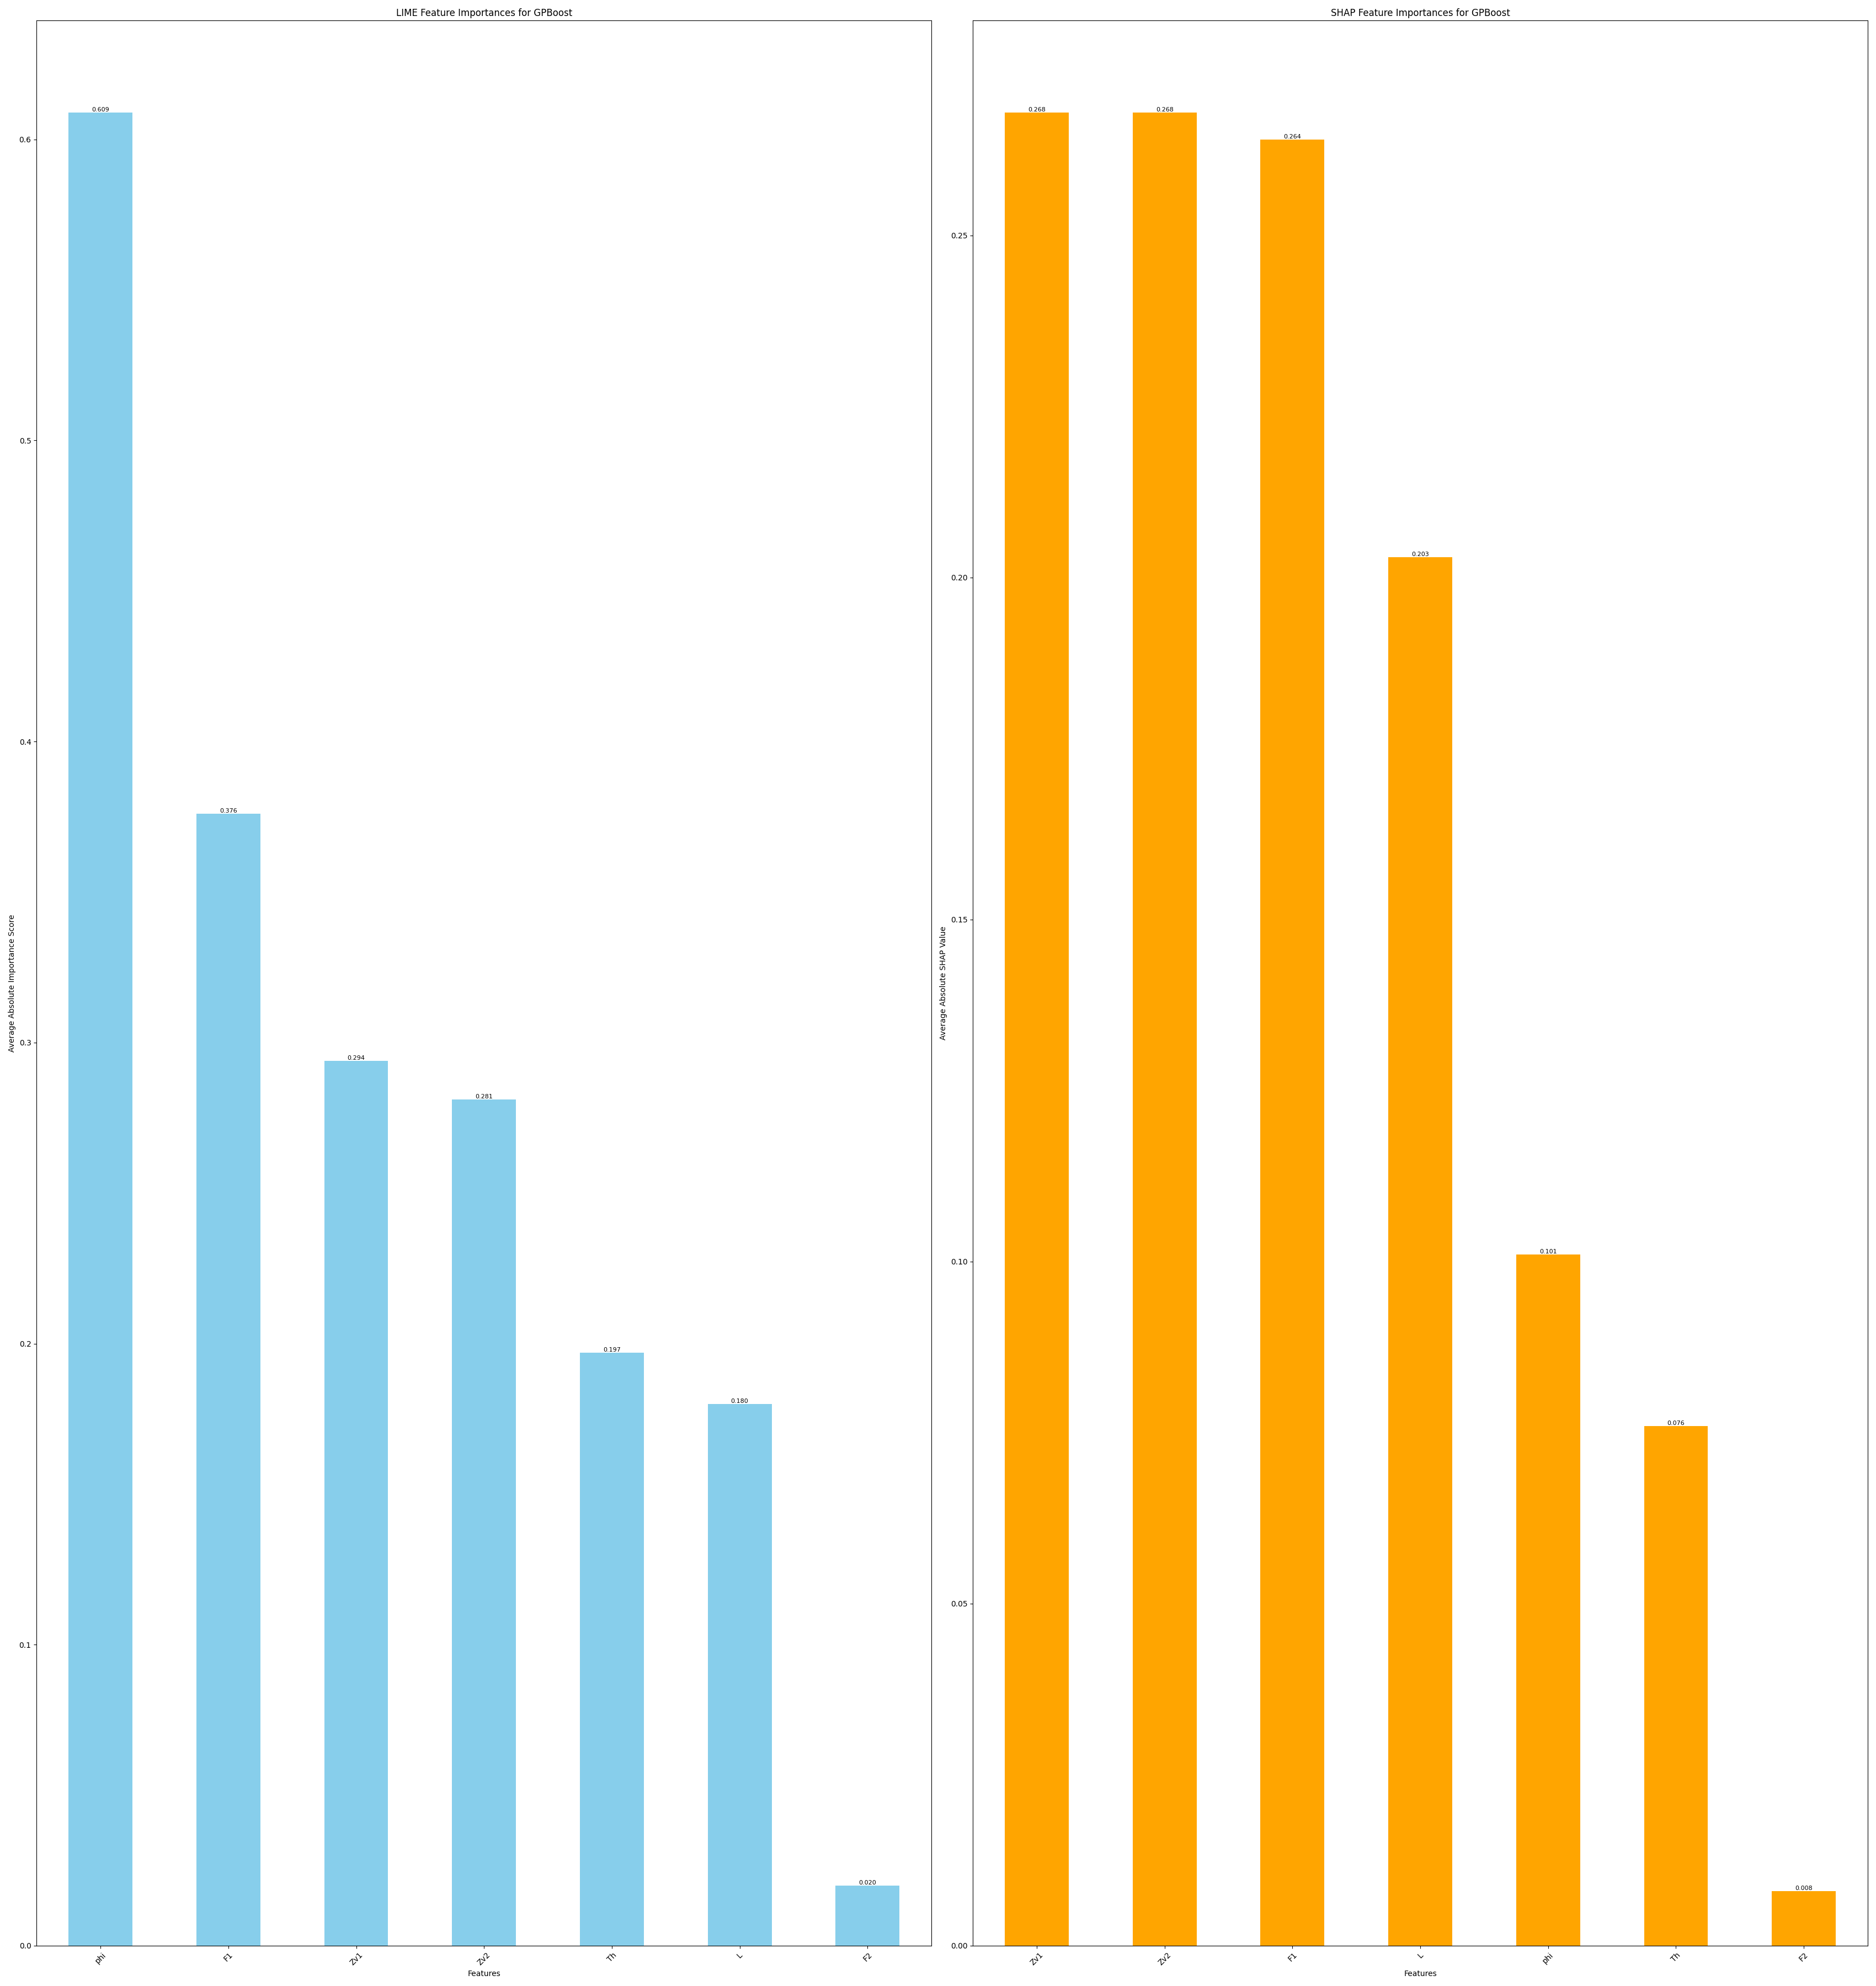 LIME Feature Importances for GPBoost
Average Absolute Importance Score
0.6
0.5
0.4
0.3
0.2
0.1
0.0
0.609
0.376
0.294
0.281
0.197
0.180
0.020
phi
F1
Zv1
Zv2
Th
L
F2
Features
SHAP Feature Importances for GPBoost
Average Absolute SHAP Value
0.25
0.20
0.15
0.10
0.05
0.00
0.268
0.268
0.264
0.203
0.101
0.076
0.008
Zv1
Zv2
F1
L
phi
Th
F2
Features